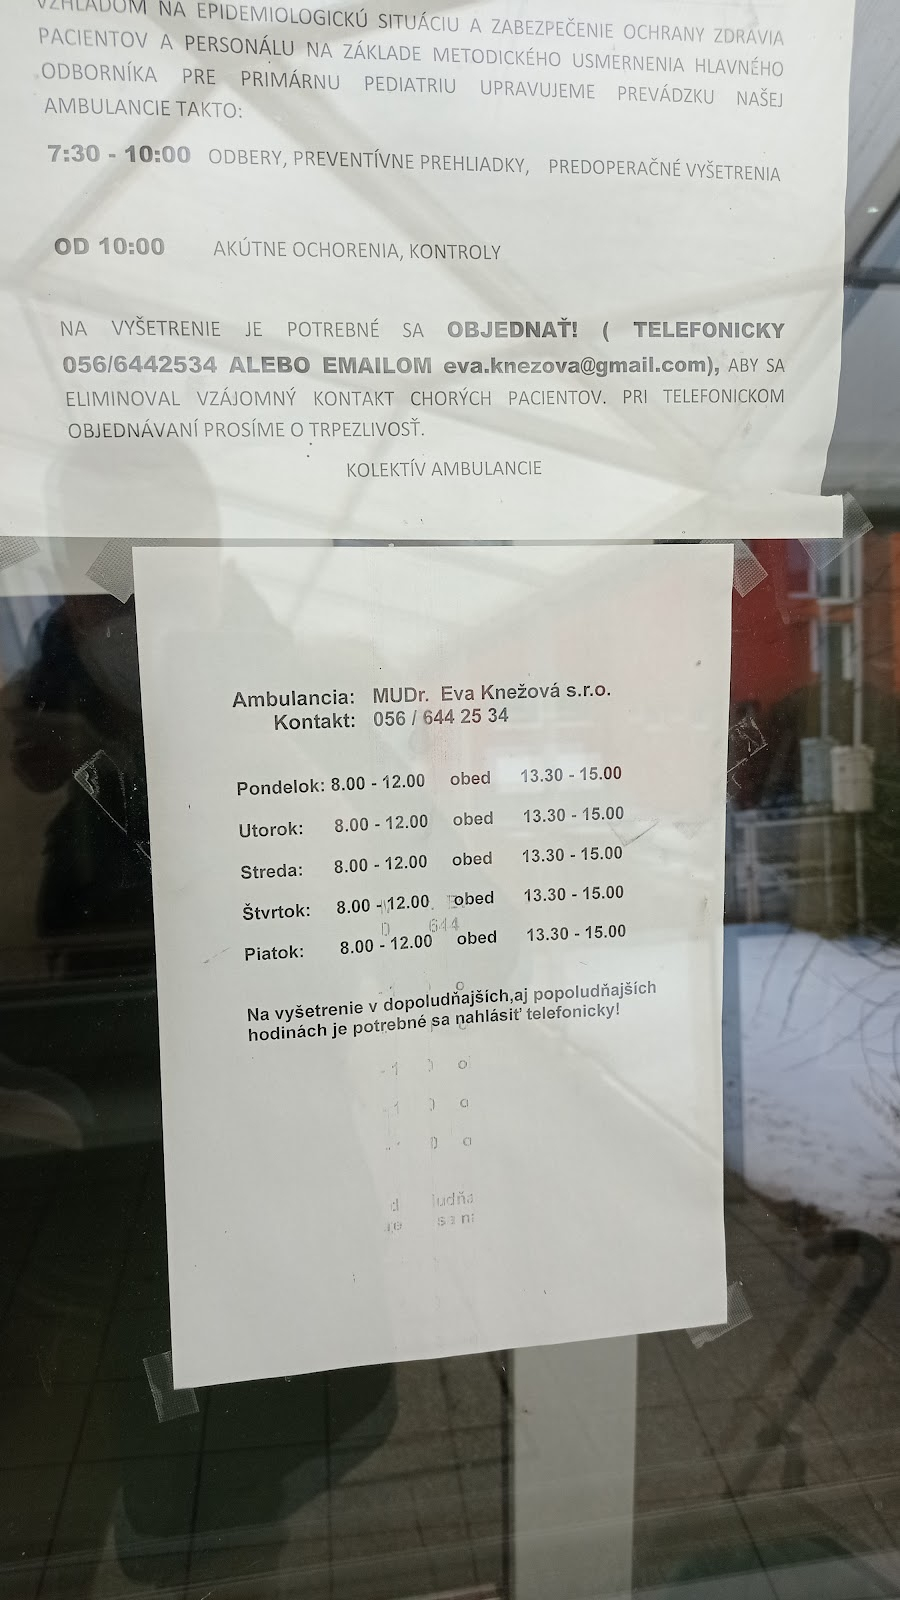 VZHĽADOM NA EPIDEMIOLOGICKÚ SITUÁCIU A ZABEZPEČENIE OCHRANY ZDRAVIA
PACIENTOV A PERSONÁLU NA ZÁKLADE METODICKÉHO USMERNENIA HLAVNÉHO
ODBORNÍKA PRE PRIMÁRNU PEDIATRIU UPRAVUJEME PREVÁDZKU NAŠEJ
AMBULANCIE TAKTO:
7:30 - 10:00 ODBERY, PREVENTÍVNE PREHLIADKY, PREDOPERAČNÉ VYŠETRENIA
OD 10:00 AKÚTNE OCHORENIA, KONTROLY
NA VYŠETRENIE JE POTREBNÉ SA OBJEDNAŤ! ( TELEFONICKY
056/6442534 ALEBO EMAILOM eva.knezova@gmail.com), ABY SA
ELIMINOVAL VZÁJOMNÝ KONTAKT CHORÝCH PACIENTOV. PRI TELEFONICKOM
OBJEDNÁVANÍ PROSÍME O TRPEZLIVOSŤ.
KOLEKTÍV AMBULANCIE
Ambulancia: MUDr. Eva Knežová s.r.o.
Kontakt: 056 / 644 25 34
Pondelok: 8.00 - 12.00 obed 13.30 - 15.00
Utorok: 8.00 - 12.00 obed 13.30 - 15.00
Streda: 8.00 - 12.00 obed 13.30 - 15.00
Štvrtok: 8.00 - 12.00 obed 13.30 - 15.00
Piatok: 8.00 - 12.00 obed 13.30 - 15.00
Na vyšetrenie v dopoludňajších,aj popoludňajších
hodinách je potrebné sa nahlásiť telefonicky!